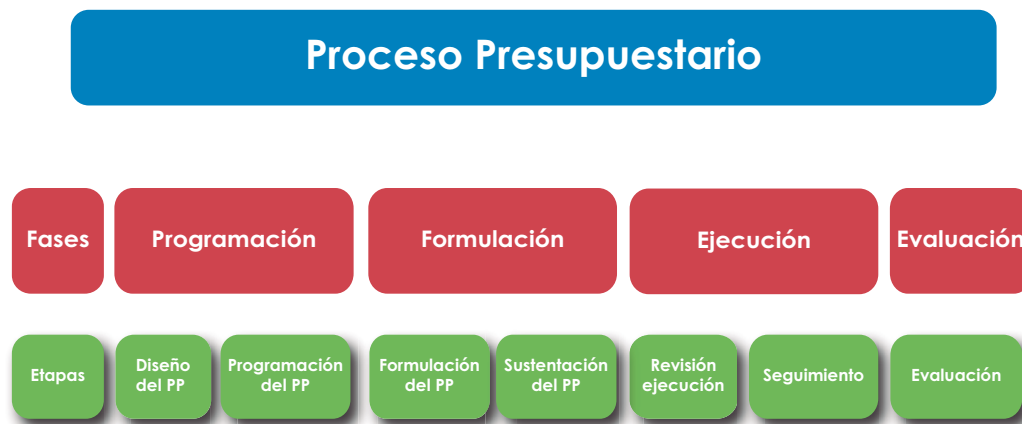 Proceso Presupuestario
Fases
Programación
Formulación
Ejecución
Evaluación
Etapas
Diseño
del PP
Programación
del PP
Formulación
del PP
Sustentación
del PP
Revisión
ejecución
Seguimiento
Evaluación